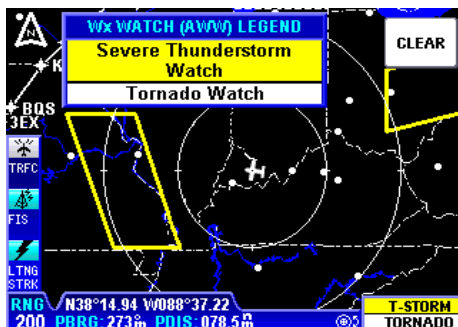 Wx WATCH (AWW) LEGEND
Severe Thunderstorm
Watch
Tornado Watch
CLEAR
K
BQS
3EX
TRFC
FIS
LTNG
STRK
RNG N38°14.94 W088°37.22
200 PBRG:273°m PDIS:078.5nm
T-STORM
TORNADO